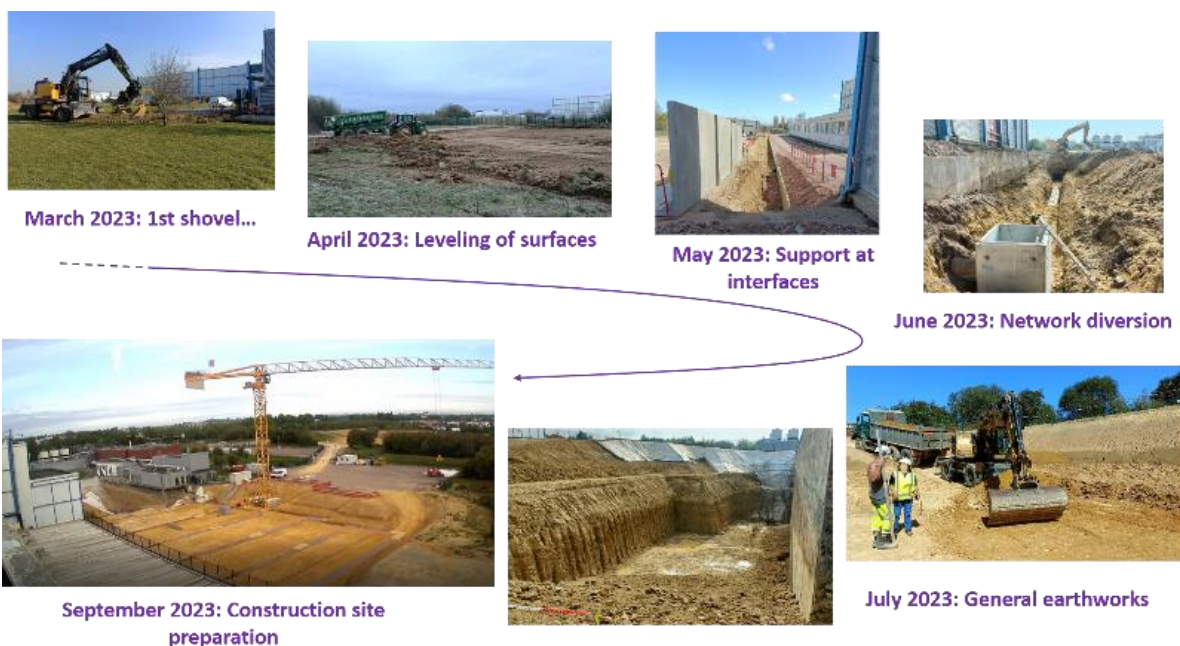 March 2023: 1st shovel...
April 2023: Leveling of surfaces
May 2023: Support at
interfaces
June 2023: Network diversion
July 2023: General earthworks
September 2023: Construction site
preparation